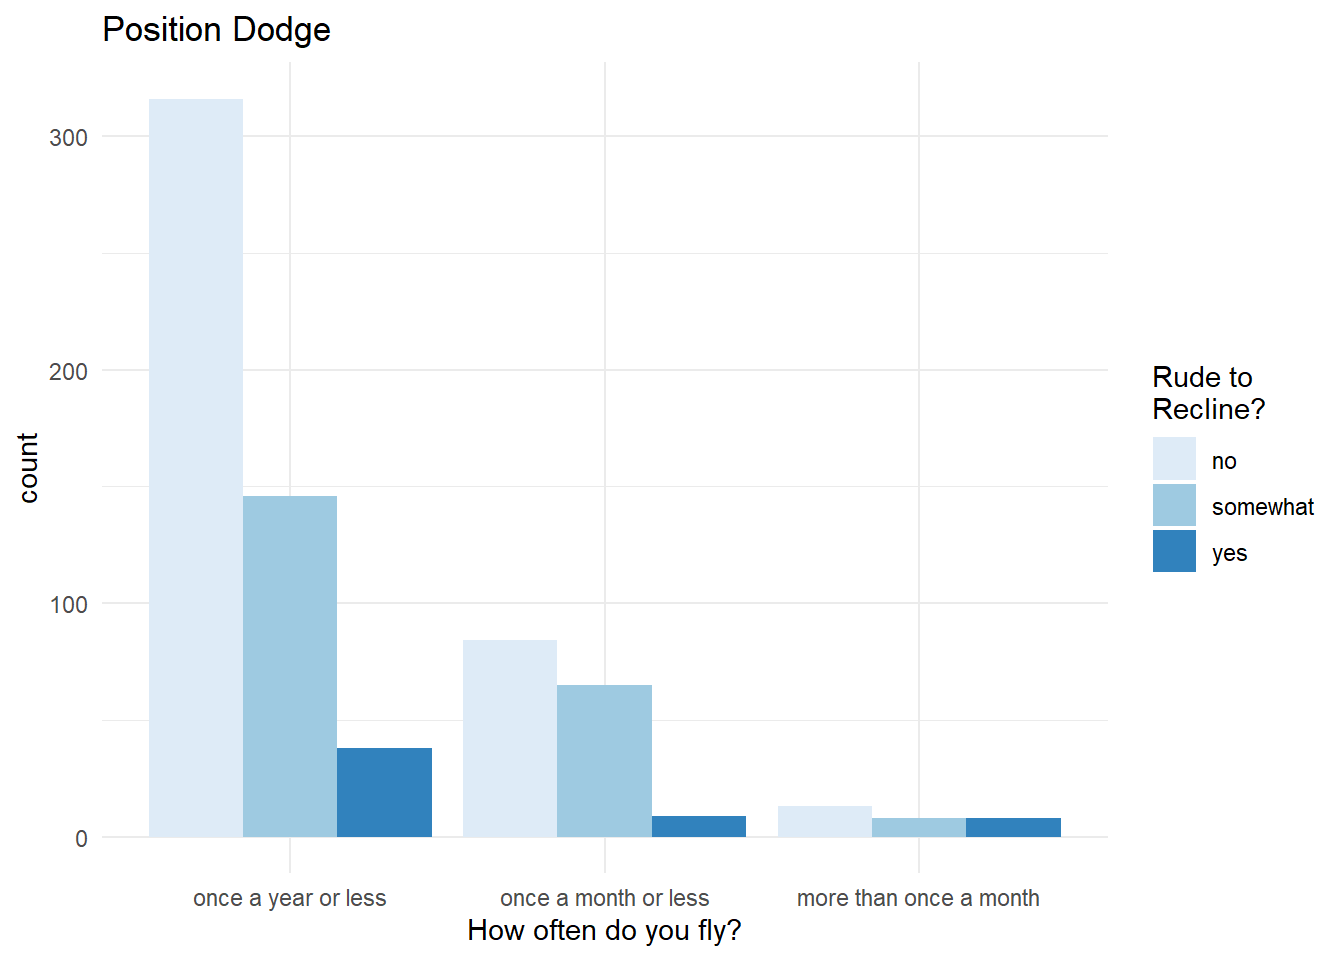 Position Dodge
300
200
100
0
count
once a year or less
once a month or less
more than once a month
How often do you fly?
Rude to
Recline?
no
somewhat
yes